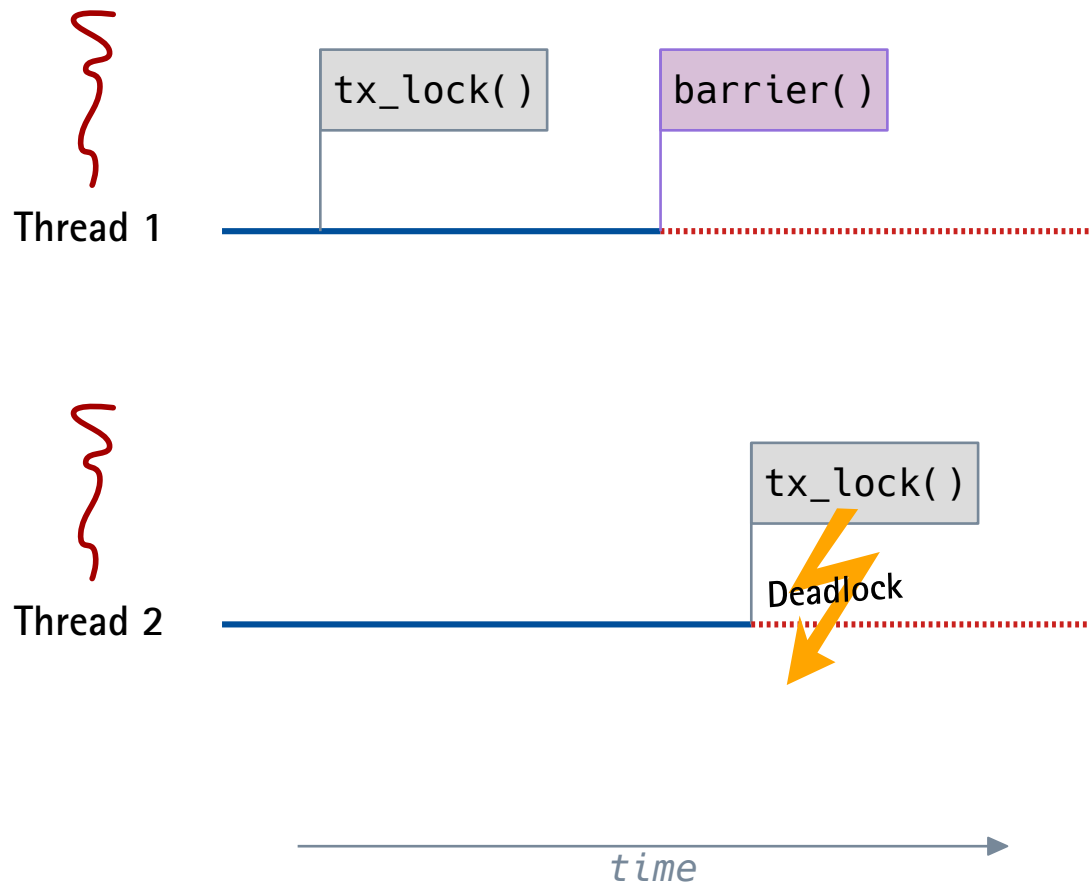 tx_lock()
barrier()
Thread 1
tx_lock()
Deadlock
Thread 2
time